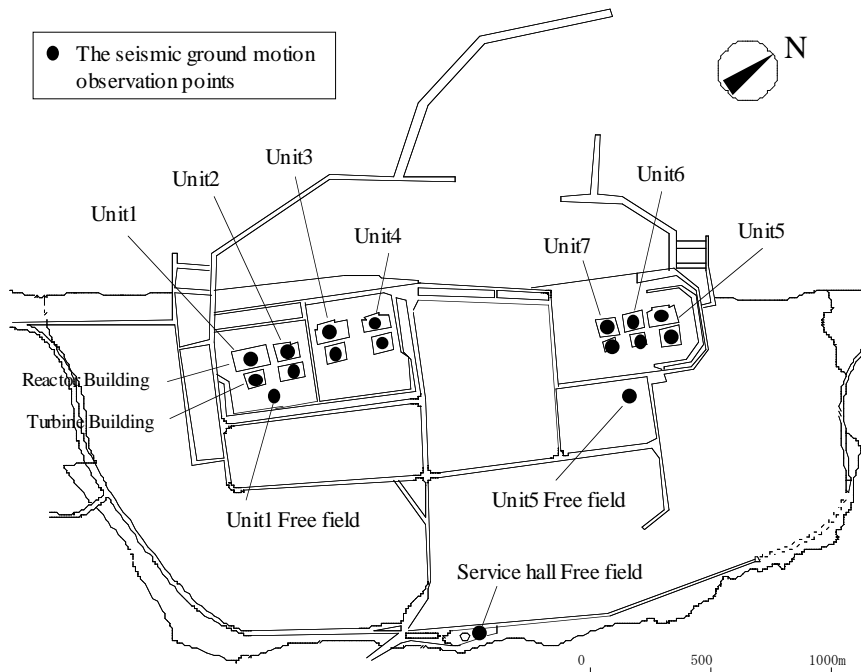 The seismic ground motion
observation points
N
Unit3
Unit2
Unit6
Unit1
Unit4
Unit7
Unit5
Reactor Building
Turbine Building
Unit1 Free field
Unit5 Free field
Service hall Free field
0 500 1000m